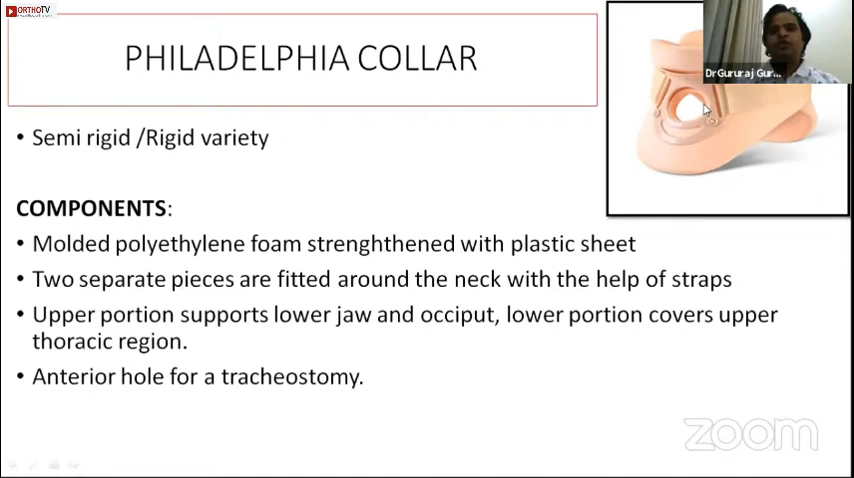 ORTHOTV
PHILADELPHIA COLLAR
Dr Gururaj Gur...
• Semi rigid /Rigid variety
COMPONENTS:
• Molded polyethylene foam strenghthened with plastic sheet
• Two separate pieces are fitted around the neck with the help of straps
• Upper portion supports lower jaw and occiput, lower portion covers upper
thoracic region.
• Anterior hole for a tracheostomy.
zoom